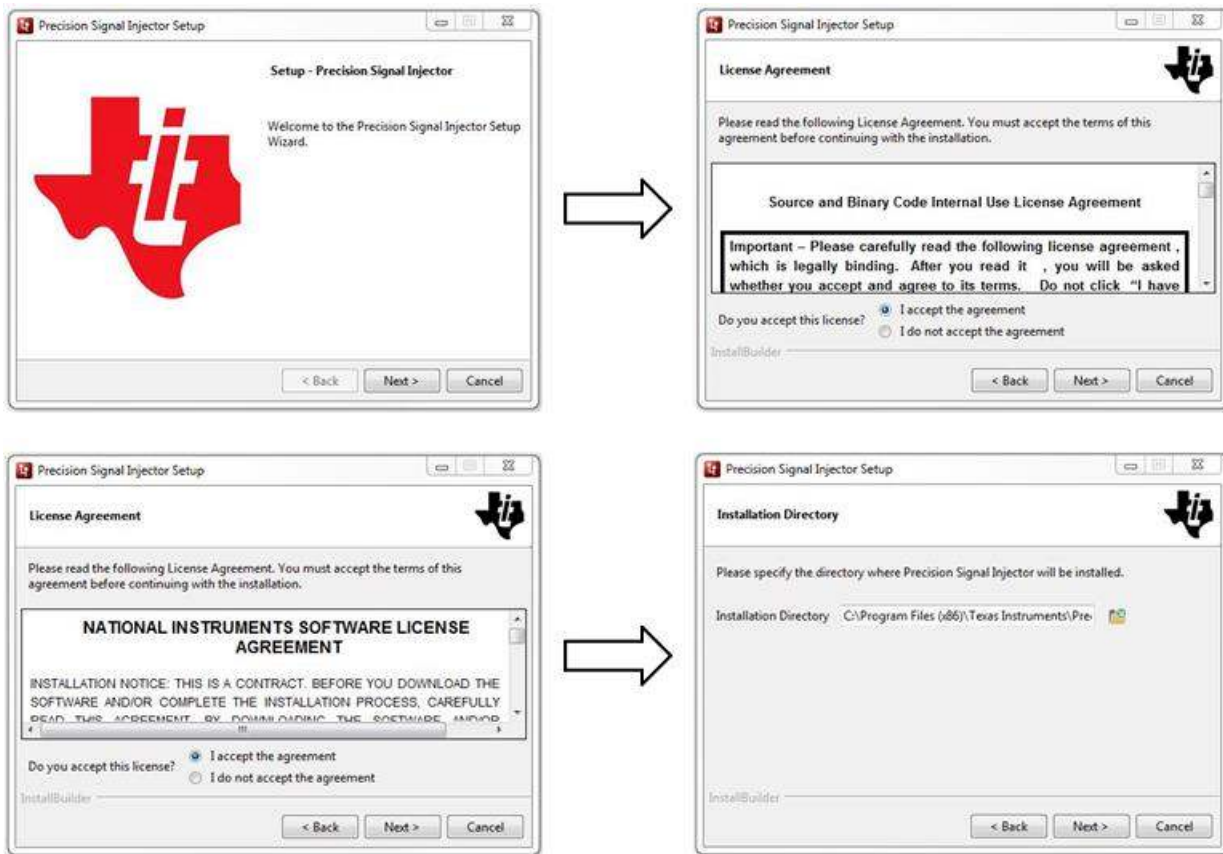 Precision Signal Injector Setup
Setup - Precision Signal Injector
Welcome to the Precision Signal Injector Setup
Wizard.
< Back
Next >
Cancel
Precision Signal Injector Setup
License Agreement
Please read the following License Agreement. You must accept the terms of this
agreement before continuing with the installation.
Source and Binary Code Internal Use License Agreement
Important – Please carefully read the following license agreement ,
which is legally binding. After you read it , you will be asked
whether you accept and agree to its terms. Do not click "I have
Do you accept this license?
I accept the agreement
I do not accept the agreement
InstallBuilder
< Back
Next >
Cancel
Precision Signal Injector Setup
License Agreement
Please read the following License Agreement. You must accept the terms of this
agreement before continuing with the installation.
NATIONAL INSTRUMENTS SOFTWARE LICENSE
AGREEMENT
INSTALLATION NOTICE: THIS IS A CONTRACT. BEFORE YOU DOWNLOAD THE
SOFTWARE AND/OR COMPLETE THE INSTALLATION PROCESS, CAREFULLY
READ THIS AGREEMENT. BY DOWNLOADING THE SOFTWARE AND/OR
Do you accept this license?
I accept the agreement
I do not accept the agreement
InstallBuilder
< Back
Next >
Cancel
Precision Signal Injector Setup
Installation Directory
Please specify the directory where Precision Signal Injector will be installed.
Installation Directory C:\Program Files (x86)\Texas Instruments\Pre
InstallBuilder
< Back
Next >
Cancel